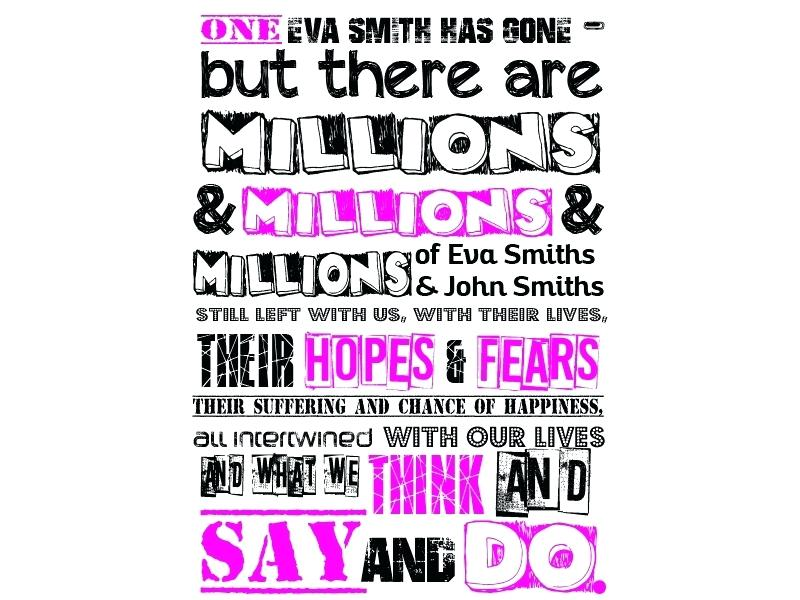 ONE EVA SMITH HAS GONE -
but there are
MILLIONS
& MILLIONS &
MILLIONS of Eva Smiths
& John Smiths
STILL LEFT WITH US, WITH THEIR LIVES,
THEIR HOPES & FEARS
THEIR SUFFERING AND CHANCE OF HAPPINESS,
all intertwined WITH OUR LIVES
AND WHAT WE THINK AND
SAY AND DO.